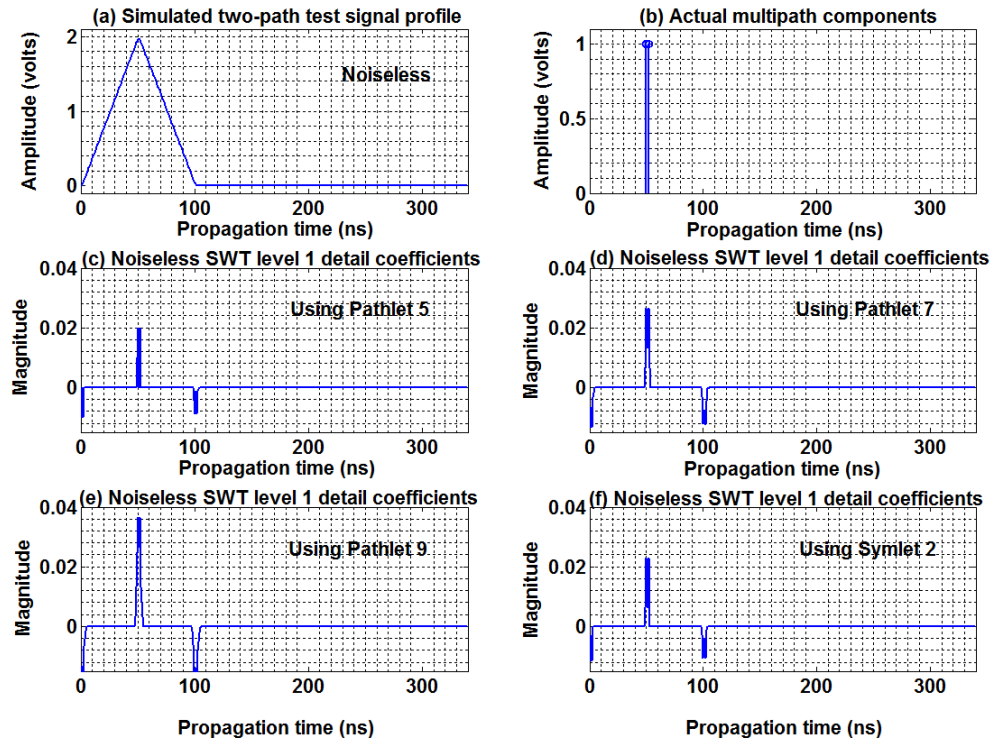 (a) Simulated two-path test signal profile
Amplitude (volts)
2
1
0
Noiseless
0 100 200 300
Propagation time (ns)
(b) Actual multipath components
Amplitude (volts)
1
0.5
0
0 100 200 300
Propagation time (ns)
(c) Noiseless SWT level 1 detail coefficients
Magnitude
0.04
0.02
0
Using Pathlet 5
0 100 200 300
Propagation time (ns)
(d) Noiseless SWT level 1 detail coefficients
Magnitude
0.04
0.02
0
Using Pathlet 7
0 100 200 300
Propagation time (ns)
(e) Noiseless SWT level 1 detail coefficients
Magnitude
0.04
0.02
0
Using Pathlet 9
0 100 200 300
Propagation time (ns)
(f) Noiseless SWT level 1 detail coefficients
Magnitude
0.04
0.02
0
Using Symlet 2
0 100 200 300
Propagation time (ns)